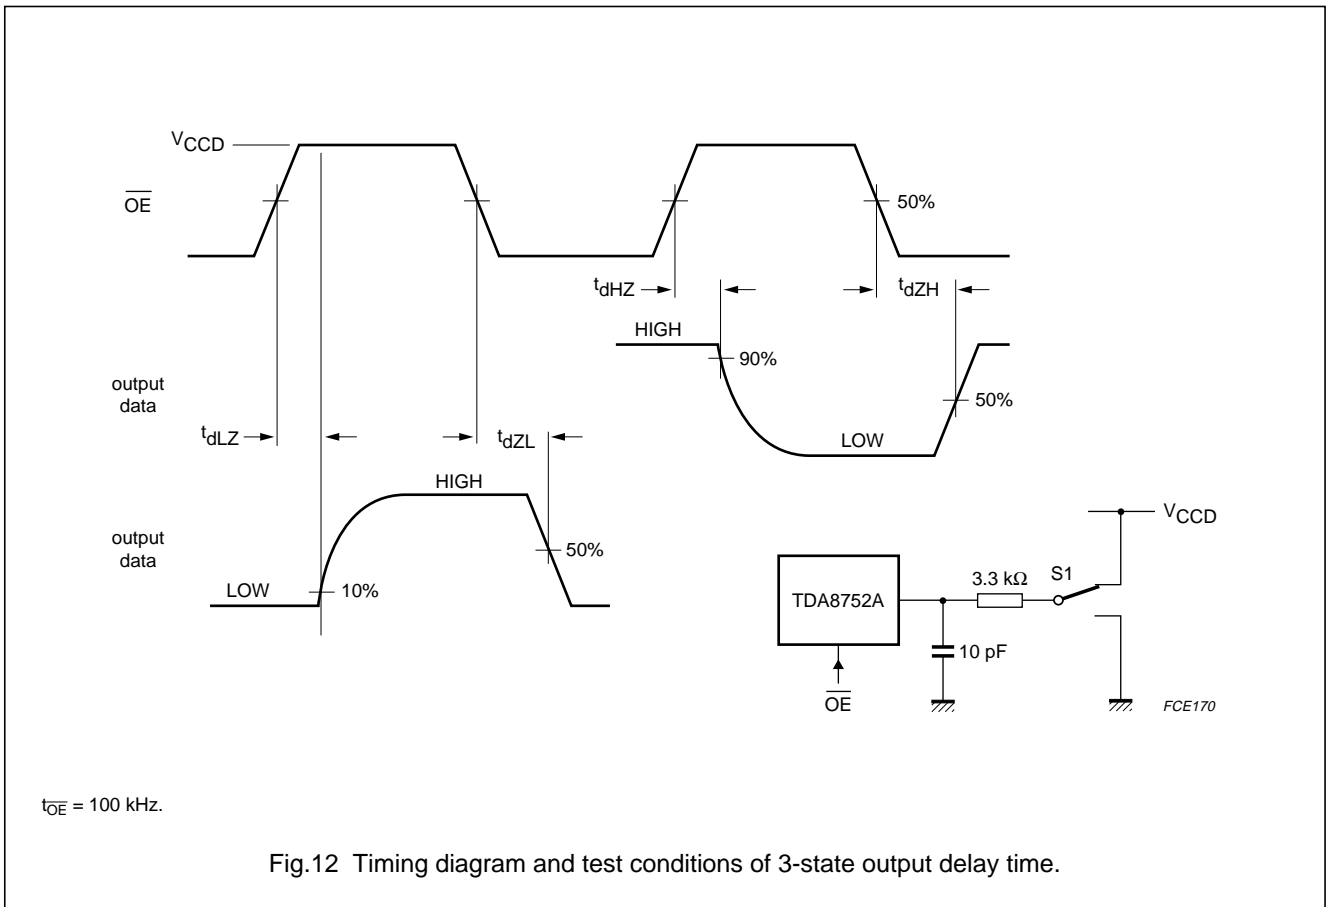 VCCD
OE
50%
tdHZ
tdZH
HIGH
90%
output
data
50%
tdLZ
tdZL
LOW
HIGH
output
data
50%
LOW
10%
VCCD
3.3 kΩ
S1
TDA8752A
10 pF
OE
FCE170
tOE = 100 kHz.
Fig.12 Timing diagram and test conditions of 3-state output delay time.